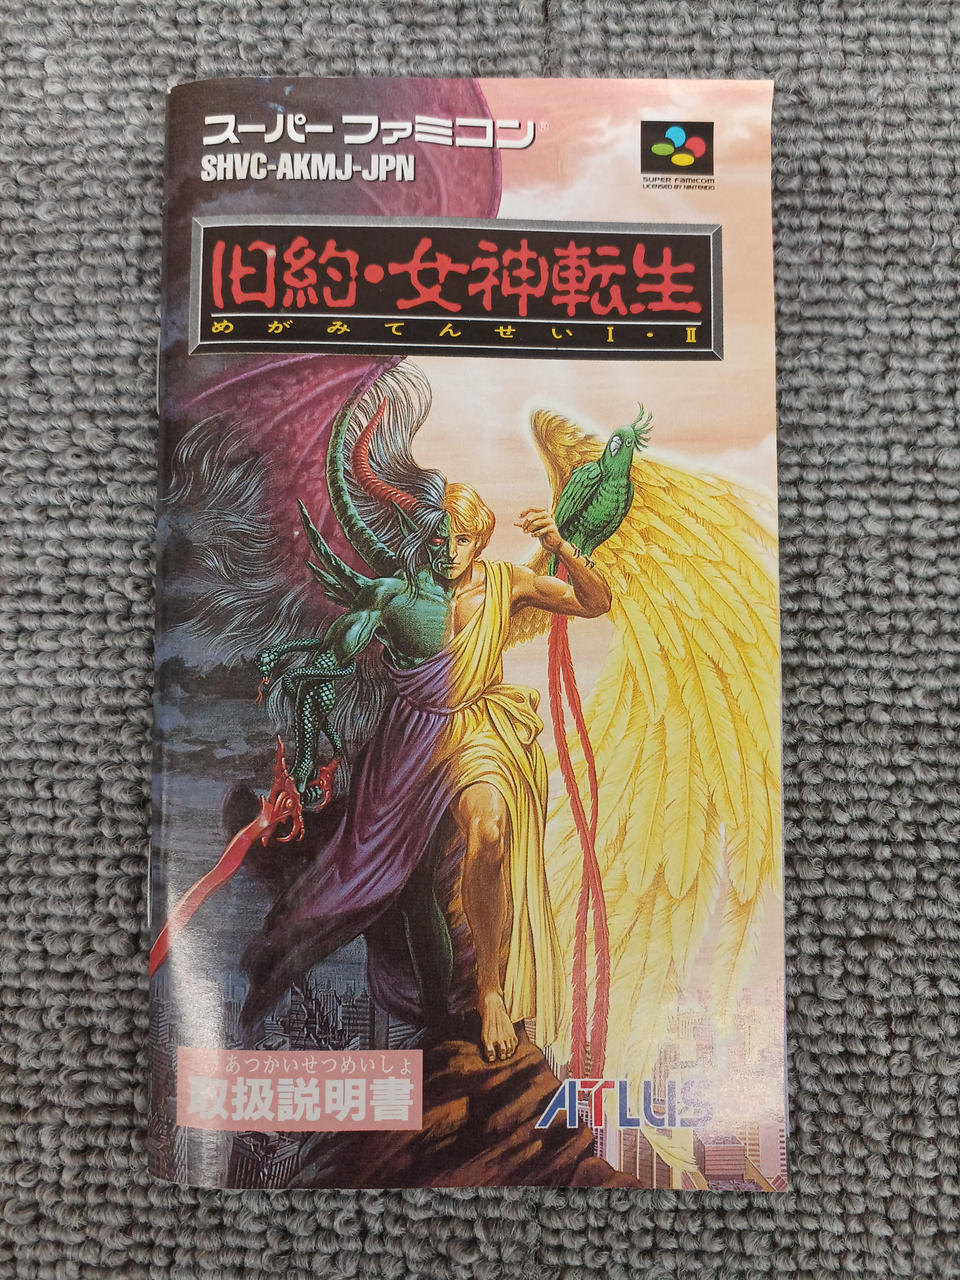 スーパーファミコン®
SHVC-AKMJ-JPN
SUPER FAMICOM
LICENSED BY NINTENDO
旧約・女神転生
めがみてんせいI・II
とりあつかいせつめいしょ
取扱説明書
ATLUS